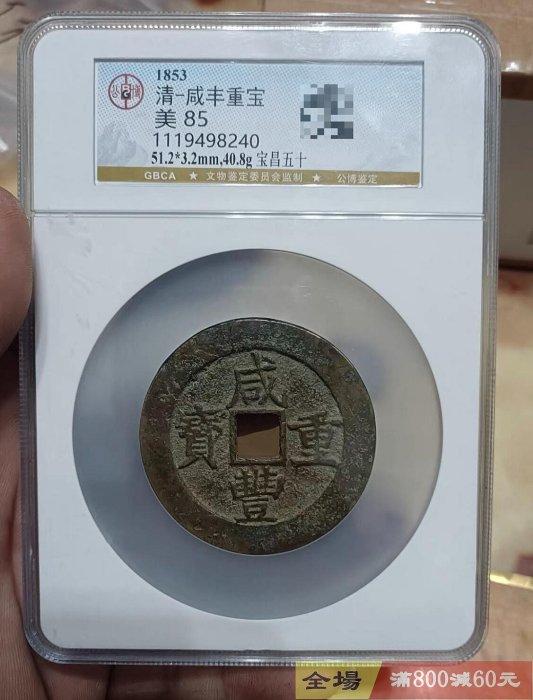 1853
清-咸丰重宝
美 85
1119498240
51.2*3.2mm,40.8g 宝昌五十
GBCA ★ 文物鉴定委员会监制 ★ 公博鉴定
咸
寶 重
豐
全場 滿800減60元